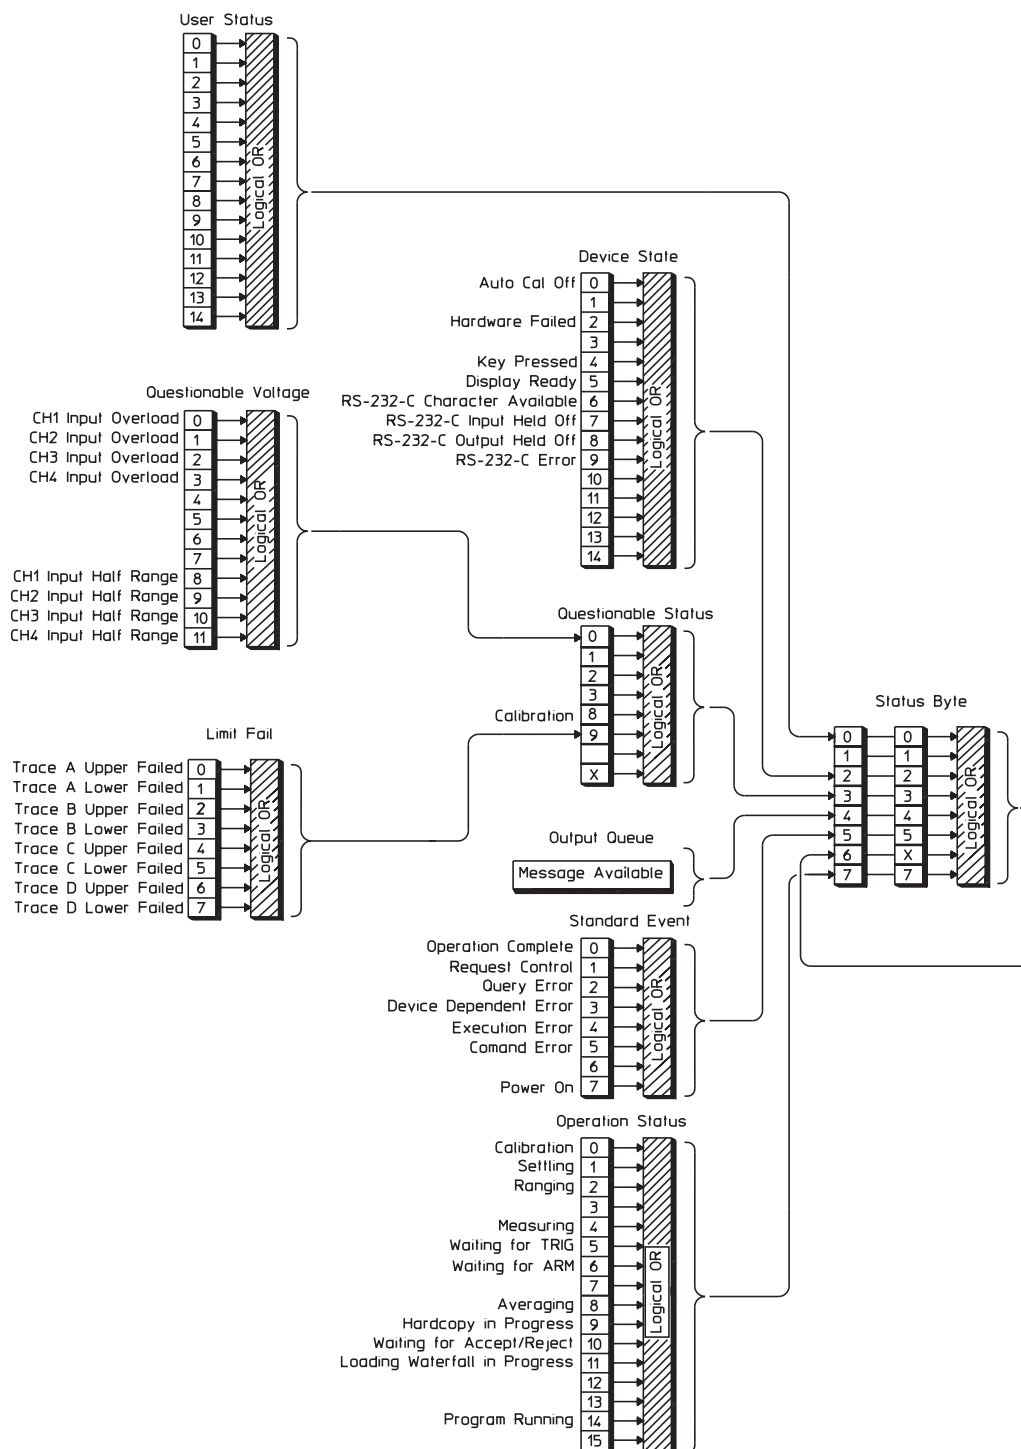 User Status
0
1
2
3
4
5
6
7
8
9
10
11
12
13
14
Logical OR
Device State
Auto Cal Off 0
1
Hardware Failed 2
3
Key Pressed 4
Display Ready 5
RS-232-C Character Available 6
RS-232-C Input Held Off 7
RS-232-C Output Held Off 8
RS-232-C Error 9
10
11
12
13
14
Logical OR
Questionable Voltage
CH1 Input Overload 0
CH2 Input Overload 1
CH3 Input Overload 2
CH4 Input Overload 3
4
5
6
7
CH1 Input Half Range 8
CH2 Input Half Range 9
CH3 Input Half Range 10
CH4 Input Half Range 11
Logical OR
Questionable Status
0
1
2
3
Calibration 8
9
X
Logical OR
Limit Fail
Trace A Upper Failed 0
Trace A Lower Failed 1
Trace B Upper Failed 2
Trace B Lower Failed 3
Trace C Upper Failed 4
Trace C Lower Failed 5
Trace D Upper Failed 6
Trace D Lower Failed 7
Logical OR
Status Byte
0 0
1 1
2 2
3 3
4 4
5 5
6 X
7 7
Logical OR
Output Queue
Message Available
Standard Event
Operation Complete 0
Request Control 1
Query Error 2
Device Dependent Error 3
Execution Error 4
Comand Error 5
6
Power On 7
Logical OR
Operation Status
Calibration 0
Settling 1
Ranging 2
3
Measuring 4
Waiting for TRIG 5
Waiting for ARM 6
7
Averaging 8
Hardcopy in Progress 9
Waiting for Accept/Reject 10
Loading Waterfall in Progress 11
12
13
Program Running 14
15
Logical OR